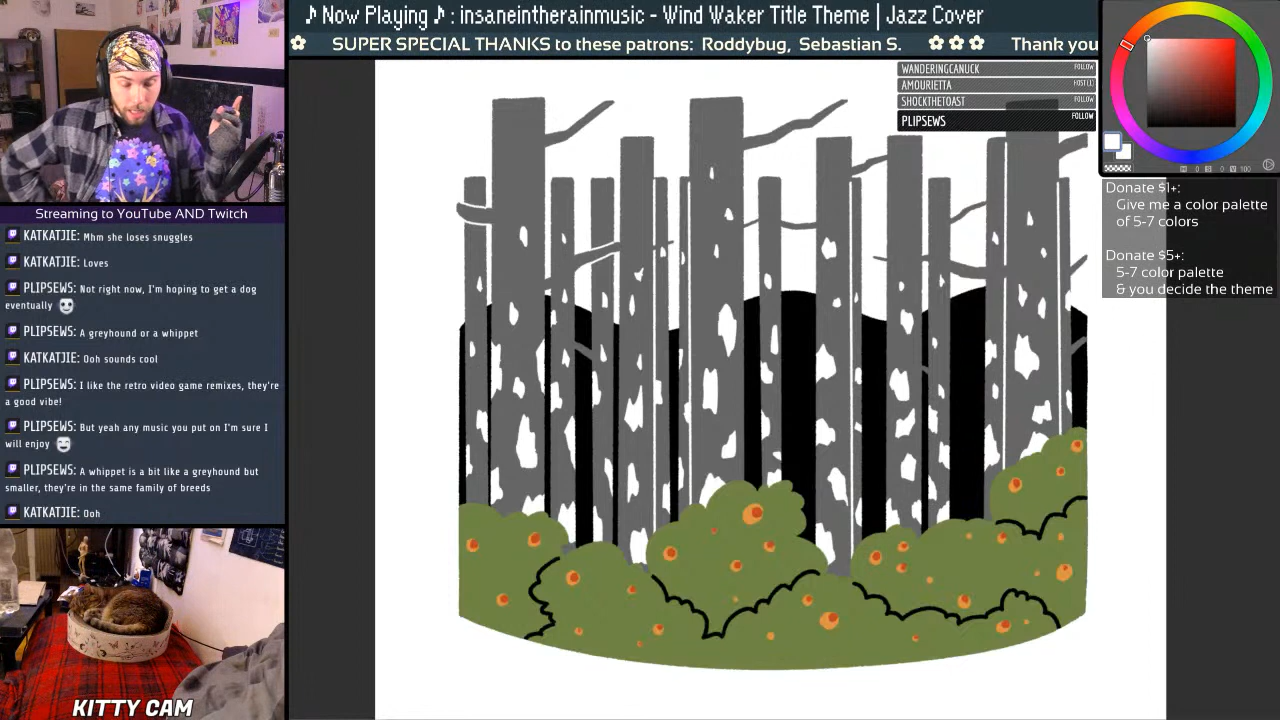 ♪ Now Playing ♪ : insaneintherainmusic - Wind Waker Title Theme | Jazz Cover
SUPER SPECIAL THANKS to these patrons: Roddybug, Sebastian S. Thank you
WANDERINGCANUCK FOLLOW
AMOURIETTA HOST(1)
SHOCKTHETOAST FOLLOW
PLIPSEWS FOLLOW
Donate $1+:
Give me a color palette
of 5-7 colors
Donate $5+:
5-7 color palette
& you decide the theme
Streaming to YouTube AND Twitch
KATKATJIE: Mhm she loses snuggles
KATKATJIE: Loves
PLIPSEWS: Not right now, I'm hoping to get a dog
eventually
PLIPSEWS: A greyhound or a whippet
KATKATJIE: Ooh sounds cool
PLIPSEWS: I like the retro video game remixes, they're
a good vibe!
PLIPSEWS: But yeah any music you put on I'm sure I
will enjoy
PLIPSEWS: A whippet is a bit like a greyhound but
smaller, they're in the same family of breeds
KATKATJIE: Ooh
KITTY CAM